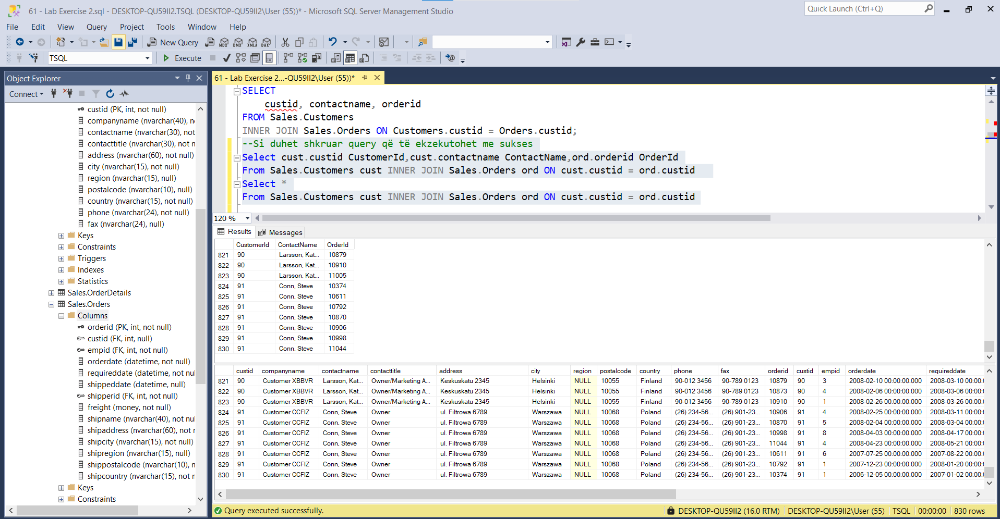 61 - Lab Exercise 2.sql - DESKTOP-QU59II2.TSQL (DESKTOP-QU59II2\User (55))* - Microsoft SQL Server Management Studio
Quick Launch (Ctrl+Q)
File Edit View Query Project Tools Window Help
New Query MDX DMX XMLA DAX
TSQL Execute
Object Explorer
Connect
custid (PK, int, not null)
companyname (nvarchar(40), n
contactname (nvarchar(30), not
contacttitle (nvarchar(30), not n
address (nvarchar(60), not null)
city (nvarchar(15), not null)
region (nvarchar(15), null)
postalcode (nvarchar(10), null)
country (nvarchar(15), not null)
phone (nvarchar(24), not null)
fax (nvarchar(24), null)
Keys
Constraints
Triggers
Indexes
Statistics
Sales.OrderDetails
Sales.Orders
Columns
orderid (PK, int, not null)
custid (FK, int, null)
empid (FK, int, not null)
orderdate (datetime, not null)
requireddate (datetime, not nul
shippeddate (datetime, null)
shipperid (FK, int, not null)
freight (money, not null)
shipname (nvarchar(40), not nul
shipaddress (nvarchar(60), not r
shipcity (nvarchar(15), not null)
shipregion (nvarchar(15), null)
shippostalcode (nvarchar(10), n
shipcountry (nvarchar(15), not n
Keys
Constraints
61 - Lab Exercise 2...-QU59II2\User (55))*
SELECT
custid, contactname, orderid
FROM Sales.Customers
INNER JOIN Sales.Orders ON Customers.custid = Orders.custid;
--Si duhet shkruar query që të ekzekutohet me sukses
Select cust.custid CustomerId,cust.contactname ContactName,ord.orderid OrderId
From Sales.Customers cust INNER JOIN Sales.Orders ord ON cust.custid = ord.custid
Select *
From Sales.Customers cust INNER JOIN Sales.Orders ord ON cust.custid = ord.custid
120 %
Results Messages
CustomerId ContactName OrderId
821 90 Larsson, Kat... 10879
822 90 Larsson, Kat... 10910
823 90 Larsson, Kat... 11005
824 91 Conn, Steve 10374
825 91 Conn, Steve 10611
826 91 Conn, Steve 10792
827 91 Conn, Steve 10870
828 91 Conn, Steve 10906
829 91 Conn, Steve 10998
830 91 Conn, Steve 11044
custid companyname contactname contacttitle address city region postalcode country phone fax orderid custid empid orderdate requireddate
821 90 Customer XBBVR Larsson, Kat... Owner/Marketing A... Keskuskatu 2345 Helsinki NULL 10055 Finland 90-012 3456 90-789 0123 10879 90 3 2008-02-10 00:00:00.000 2008-03-10 00:00:
822 90 Customer XBBVR Larsson, Kat... Owner/Marketing A... Keskuskatu 2345 Helsinki NULL 10055 Finland 90-012 3456 90-789 0123 10873 90 4 2008-02-06 00:00:00.000 2008-03-06 00:00:
823 90 Customer XBBVR Larsson, Kat... Owner/Marketing A... Keskuskatu 2345 Helsinki NULL 10055 Finland 90-012 3456 90-789 0123 10910 90 1 2008-02-26 00:00:00.000 2008-03-26 00:00:
824 91 Customer CCFIZ Conn, Steve Owner ul. Filtrowa 6789 Warszawa NULL 10068 Poland (26) 234-56... (26) 901-23... 10906 91 4 2008-02-25 00:00:00.000 2008-03-11 00:00:
825 91 Customer CCFIZ Conn, Steve Owner ul. Filtrowa 6789 Warszawa NULL 10068 Poland (26) 234-56... (26) 901-23... 10870 91 5 2008-02-04 00:00:00.000 2008-03-04 00:00:
826 91 Customer CCFIZ Conn, Steve Owner ul. Filtrowa 6789 Warszawa NULL 10068 Poland (26) 234-56... (26) 901-23... 10998 91 8 2008-04-03 00:00:00.000 2008-04-17 00:00:
827 91 Customer CCFIZ Conn, Steve Owner ul. Filtrowa 6789 Warszawa NULL 10068 Poland (26) 234-56... (26) 901-23... 11044 91 4 2008-04-23 00:00:00.000 2008-05-21 00:00:
828 91 Customer CCFIZ Conn, Steve Owner ul. Filtrowa 6789 Warszawa NULL 10068 Poland (26) 234-56... (26) 901-23... 10611 91 6 2007-07-25 00:00:00.000 2007-08-22 00:00:
829 91 Customer CCFIZ Conn, Steve Owner ul. Filtrowa 6789 Warszawa NULL 10068 Poland (26) 234-56... (26) 901-23... 10792 91 1 2007-12-23 00:00:00.000 2008-01-20 00:00:
830 91 Customer CCFIZ Conn, Steve Owner ul. Filtrowa 6789 Warszawa NULL 10068 Poland (26) 234-56... (26) 901-23... 10374 91 1 2006-12-05 00:00:00.000 2007-01-02 00:00:
Query executed successfully. DESKTOP-QU59II2 (16.0 RTM) DESKTOP-QU59II2\User (55) TSQL 00:00:00 830 rows